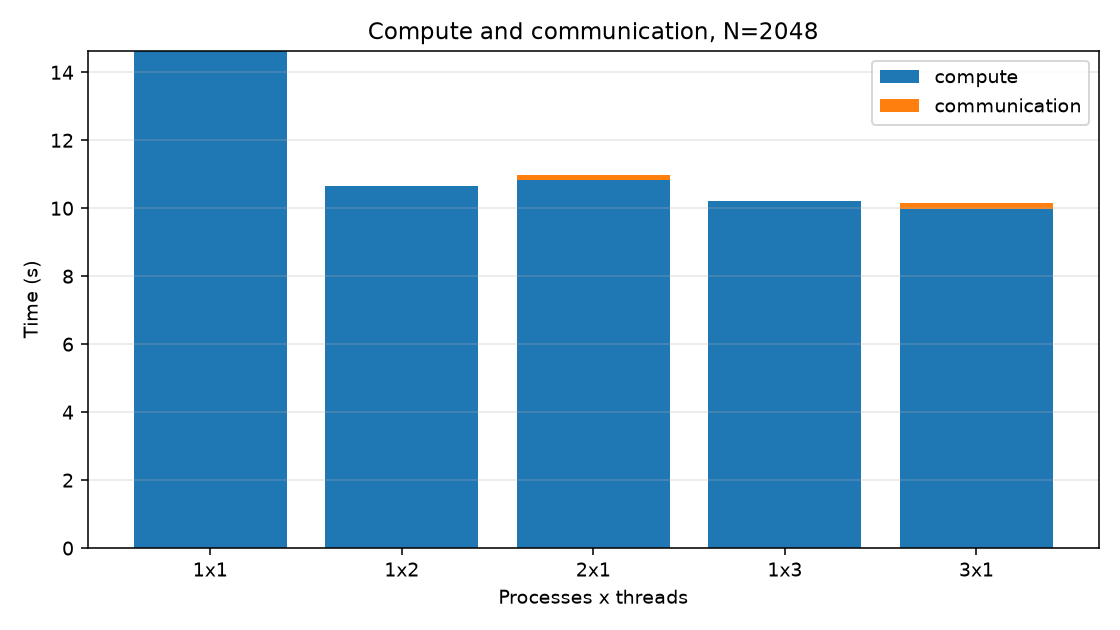 Compute and communication, N=2048
compute
communication
14
12
10
8
6
4
2
0
Time (s)
1x1
1x2
2x1
1x3
3x1
Processes x threads